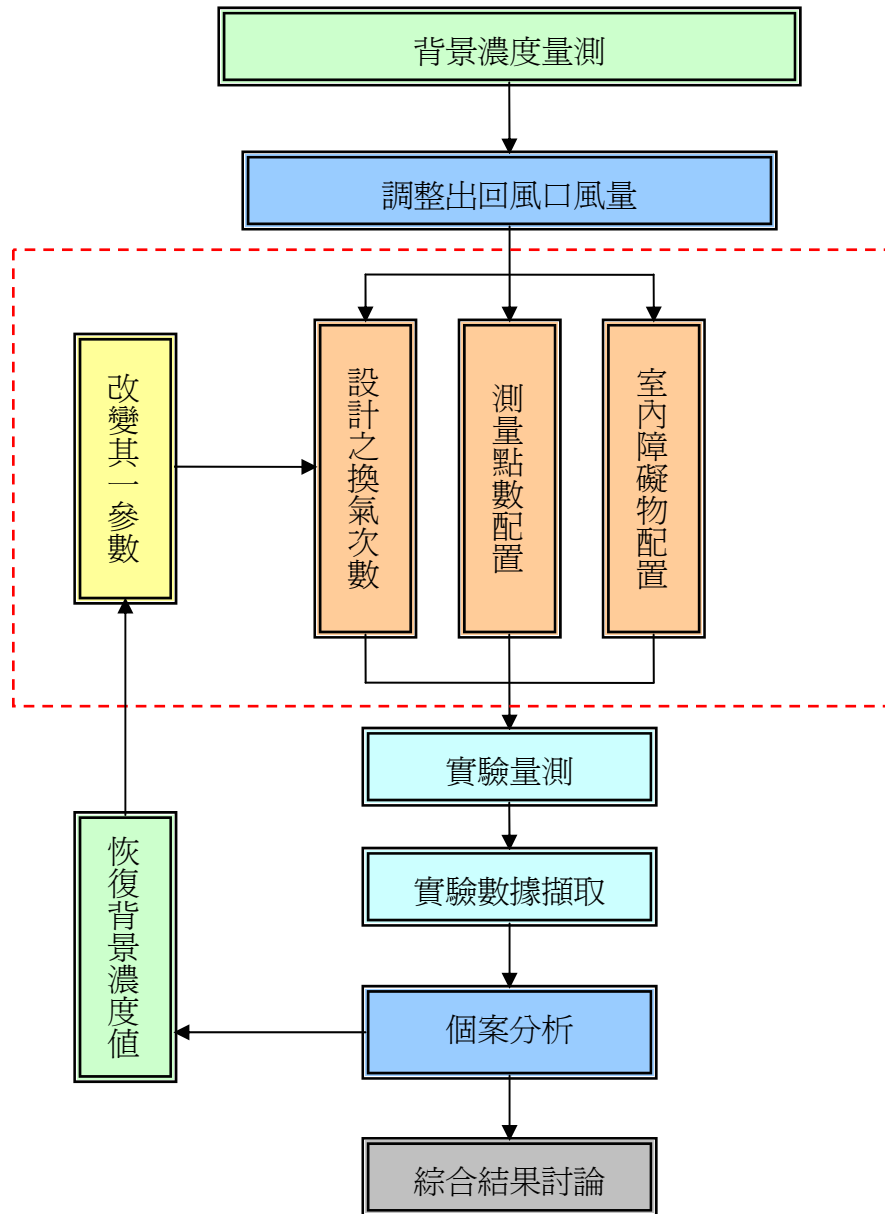 背景濃度量測
調整出回風口風量
改變其一參數
設計之換氣次數
測量點數配置
室內障礙物配置
實驗量測
實驗數據擷取
恢復背景濃度值
個案分析
綜合結果討論